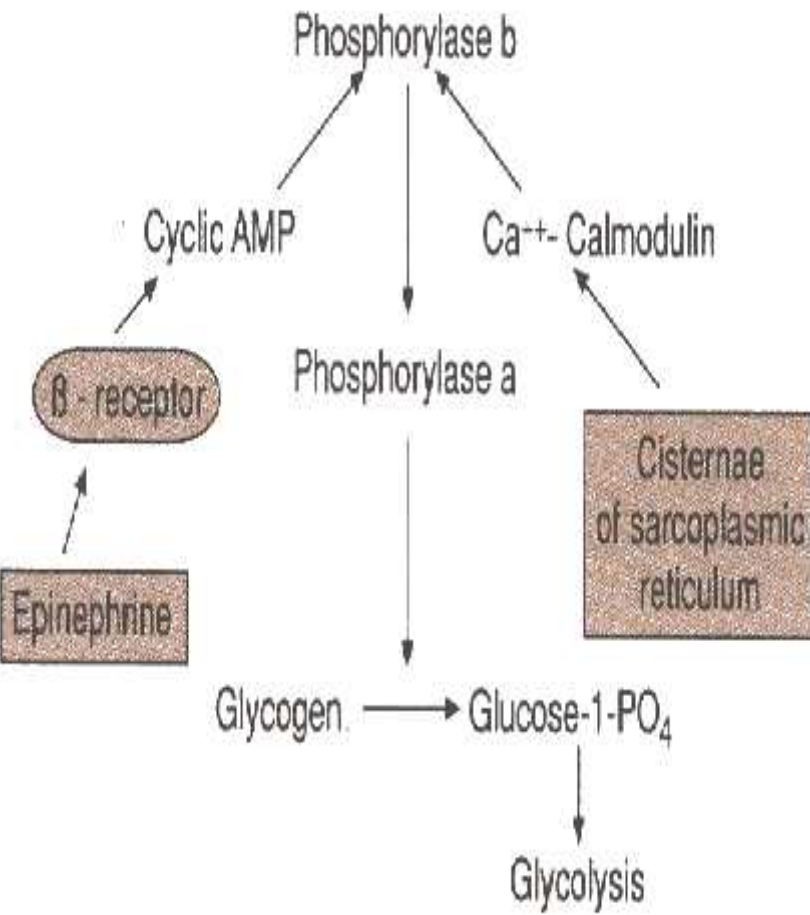 Phosphorylase b
Cyclic AMP
Ca++- Calmodulin
β - receptor
Phosphorylase a
Cisternae
of sarcoplasmic
reticulum
Epinephrine
Glycogen
Glucose-1-PO4
Glycolysis